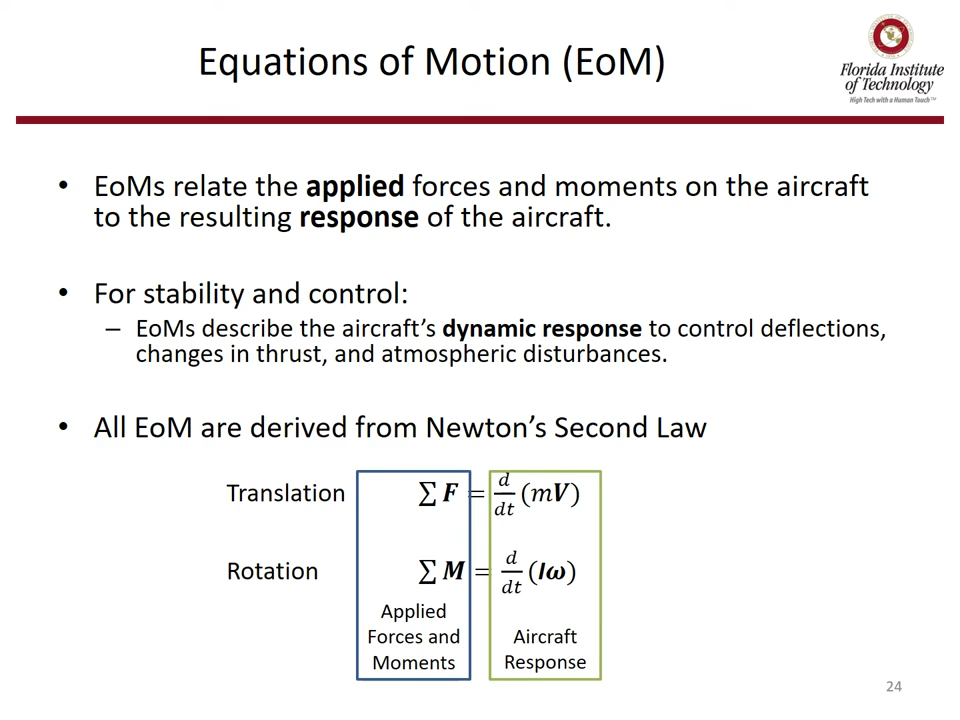 Equations of Motion (EoM)
Florida Institute
of Technology
High Tech with a Human Touch™
• EoMs relate the applied forces and moments on the aircraft
to the resulting response of the aircraft.
• For stability and control:
– EoMs describe the aircraft’s dynamic response to control deflections,
changes in thrust, and atmospheric disturbances.
• All EoM are derived from Newton’s Second Law
Translation ∑ F = d/dt (mV)
Rotation ∑ M = d/dt (Iω)
Applied
Forces and
Moments
Aircraft
Response
24